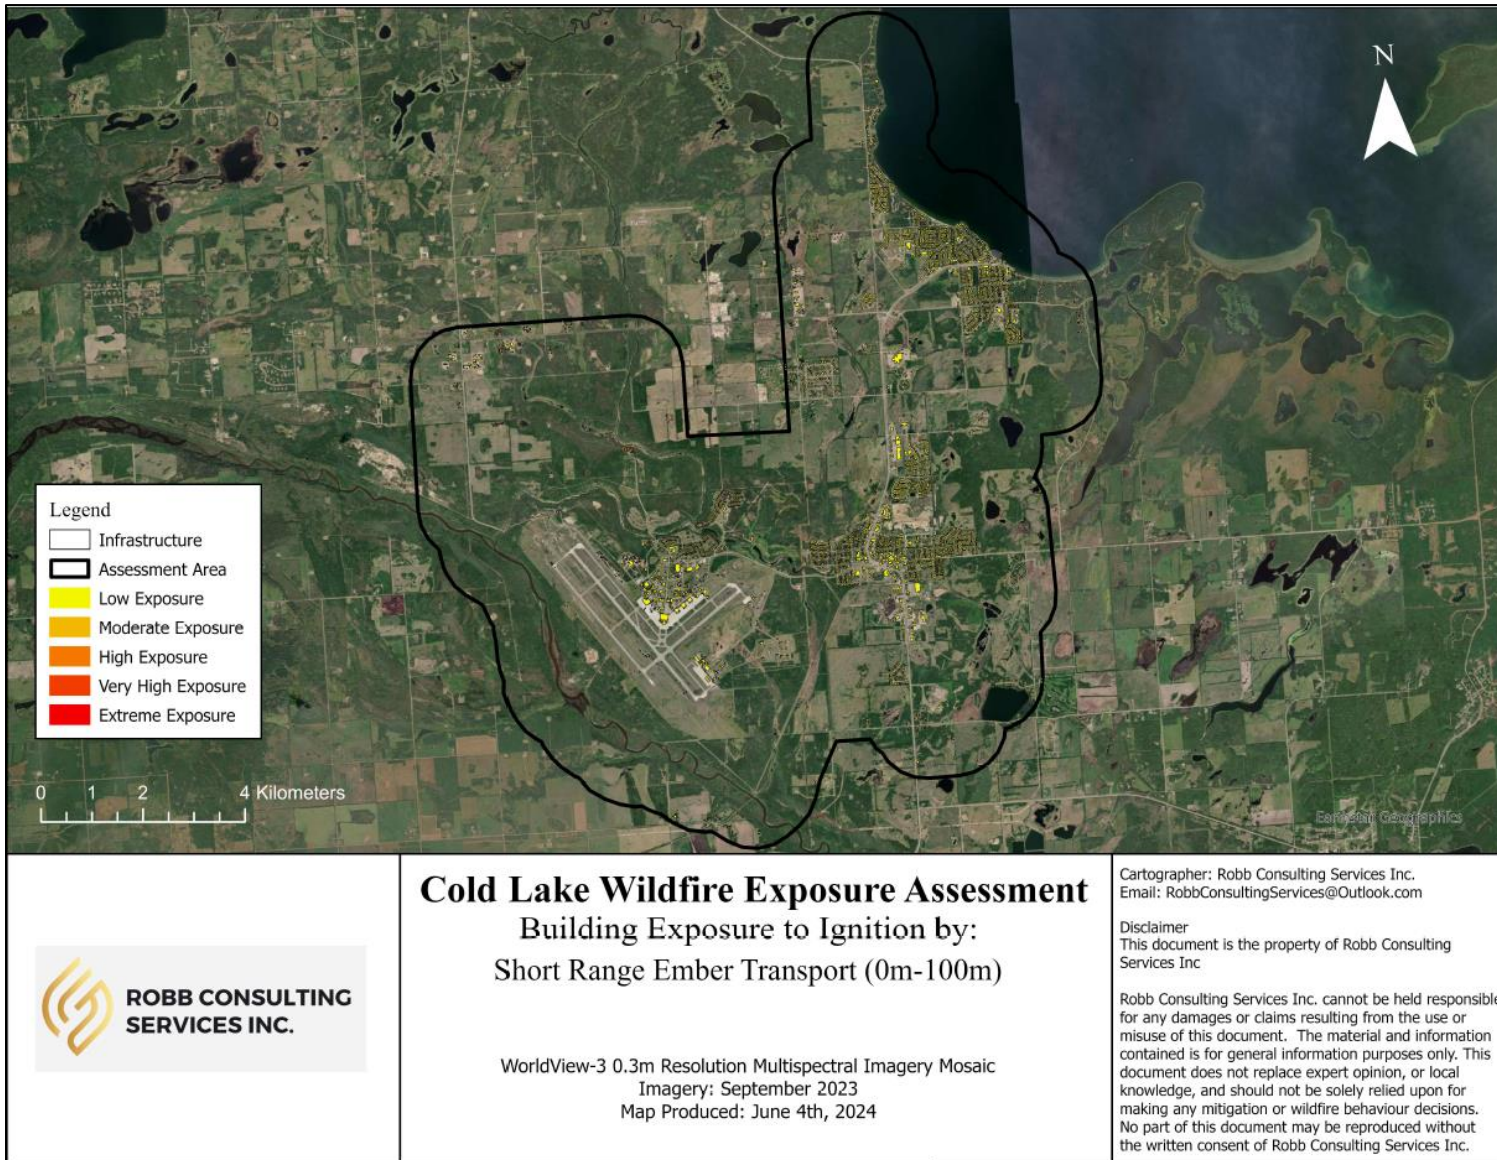 N
Legend
Infrastructure
Assessment Area
Low Exposure
Moderate Exposure
High Exposure
Very High Exposure
Extreme Exposure
0 1 2 4 Kilometers
Earthstar Geographics
ROBB CONSULTING
SERVICES INC.
Cold Lake Wildfire Exposure Assessment
Building Exposure to Ignition by:
Short Range Ember Transport (0m-100m)
WorldView-3 0.3m Resolution Multispectral Imagery Mosaic
Imagery: September 2023
Map Produced: June 4th, 2024
Cartographer: Robb Consulting Services Inc.
Email: RobbConsultingServices@Outlook.com
Disclaimer
This document is the property of Robb Consulting
Services Inc
Robb Consulting Services Inc. cannot be held responsible
for any damages or claims resulting from the use or
misuse of this document. The material and information
contained is for general information purposes only. This
document does not replace expert opinion, or local
knowledge, and should not be solely relied upon for
making any mitigation or wildfire behaviour decisions.
No part of this document may be reproduced without
the written consent of Robb Consulting Services Inc.